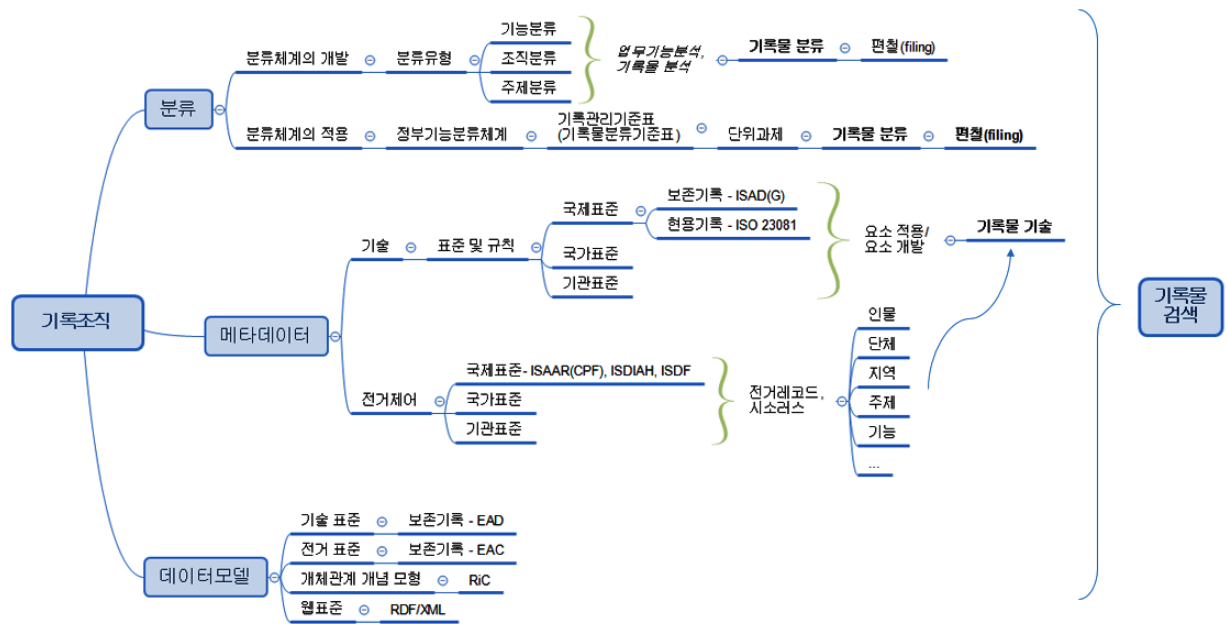 기록조직
분류
분류체계의 개발
분류유형
기능분류
조직분류
주제분류
업무기능분석,
기록물 분석
기록물 분류
편철(filing)
분류체계의 적용
정부기능분류체계
기록관리기준표
(기록물분류기준표)
단위과제
기록물 분류
편철(filing)
메타데이터
기술
표준 및 규칙
국제표준
보존기록 - ISAD(G)
현용기록 - ISO 23081
국가표준
기관표준
요소 적용/
요소 개발
기록물 기술
전거제어
국제표준- ISAAR(CPF), ISDIAH, ISDF
국가표준
기관표준
전거레코드,
시소러스
인물
단체
지역
주제
기능
...
데이터모델
기술 표준
보존기록 - EAD
전거 표준
보존기록 - EAC
개체관계 개념 모형
RiC
웹표준
RDF/XML
기록물
검색